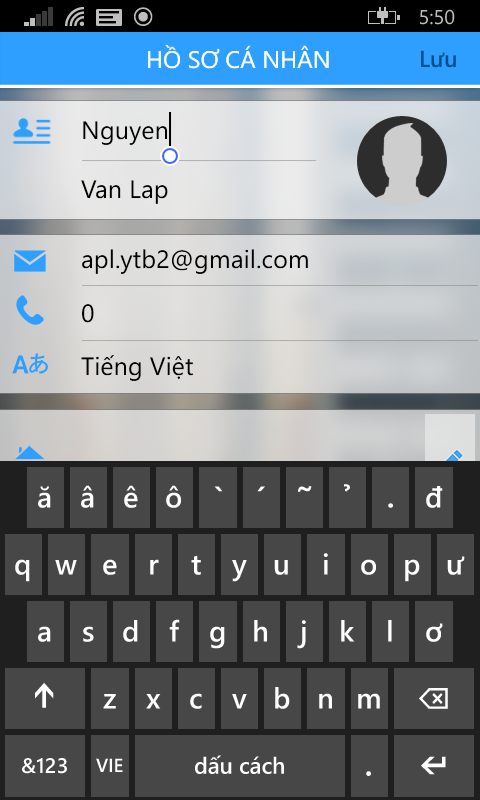 5:50
HỒ SƠ CÁ NHÂN Lưu
Nguyen
Van Lap
apl.ytb2@gmail.com
0
Aあ Tiếng Việt
ă â ê ô ` ´ ~ ̉ . đ
q w e r t y u i o p ư
a s d f g h j k l ơ
z x c v b n m
&123 VIE dấu cách .